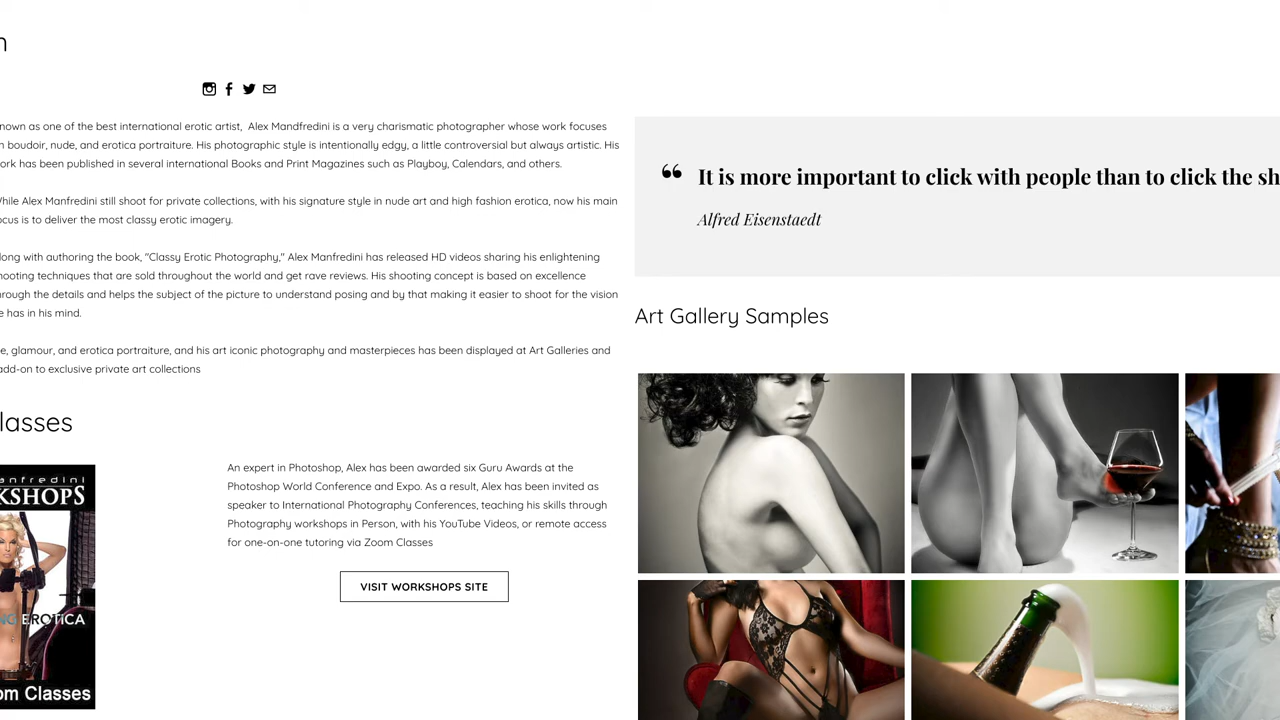 nown as one of the best international erotic artist, Alex Mandfredini is a very charismatic photographer whose work focuses
n boudoir, nude, and erotica portraiture. His photographic style is intentionally edgy, a little controversial but always artistic. His
ork has been published in several international Books and Print Magazines such as Playboy, Calendars, and others.
hile Alex Manfredini still shoot for private collections, with his signature style in nude art and high fashion erotica, now his main
ocus is to deliver the most classy erotic imagery.
long with authoring the book, "Classy Erotic Photography," Alex Manfredini has released HD videos sharing his enlightening
hooting techniques that are sold throughout the world and get rave reviews. His shooting concept is based on excellence
hrough the details and helps the subject of the picture to understand posing and by that making it easier to shoot for the vision
e has in his mind.
e, glamour, and erotica portraiture, and his art iconic photography and masterpieces has been displayed at Art Galleries and
add-on to exclusive private art collections
lasses
anfredini
KSHOPS
NG EROTICA
om Classes
An expert in Photoshop, Alex has been awarded six Guru Awards at the
Photoshop World Conference and Expo. As a result, Alex has been invited as
speaker to International Photography Conferences, teaching his skills through
Photography workshops in Person, with his YouTube Videos, or remote access
for one-on-one tutoring via Zoom Classes
VISIT WORKSHOPS SITE
“ It is more important to click with people than to click the sh
Alfred Eisenstaedt
Art Gallery Samples